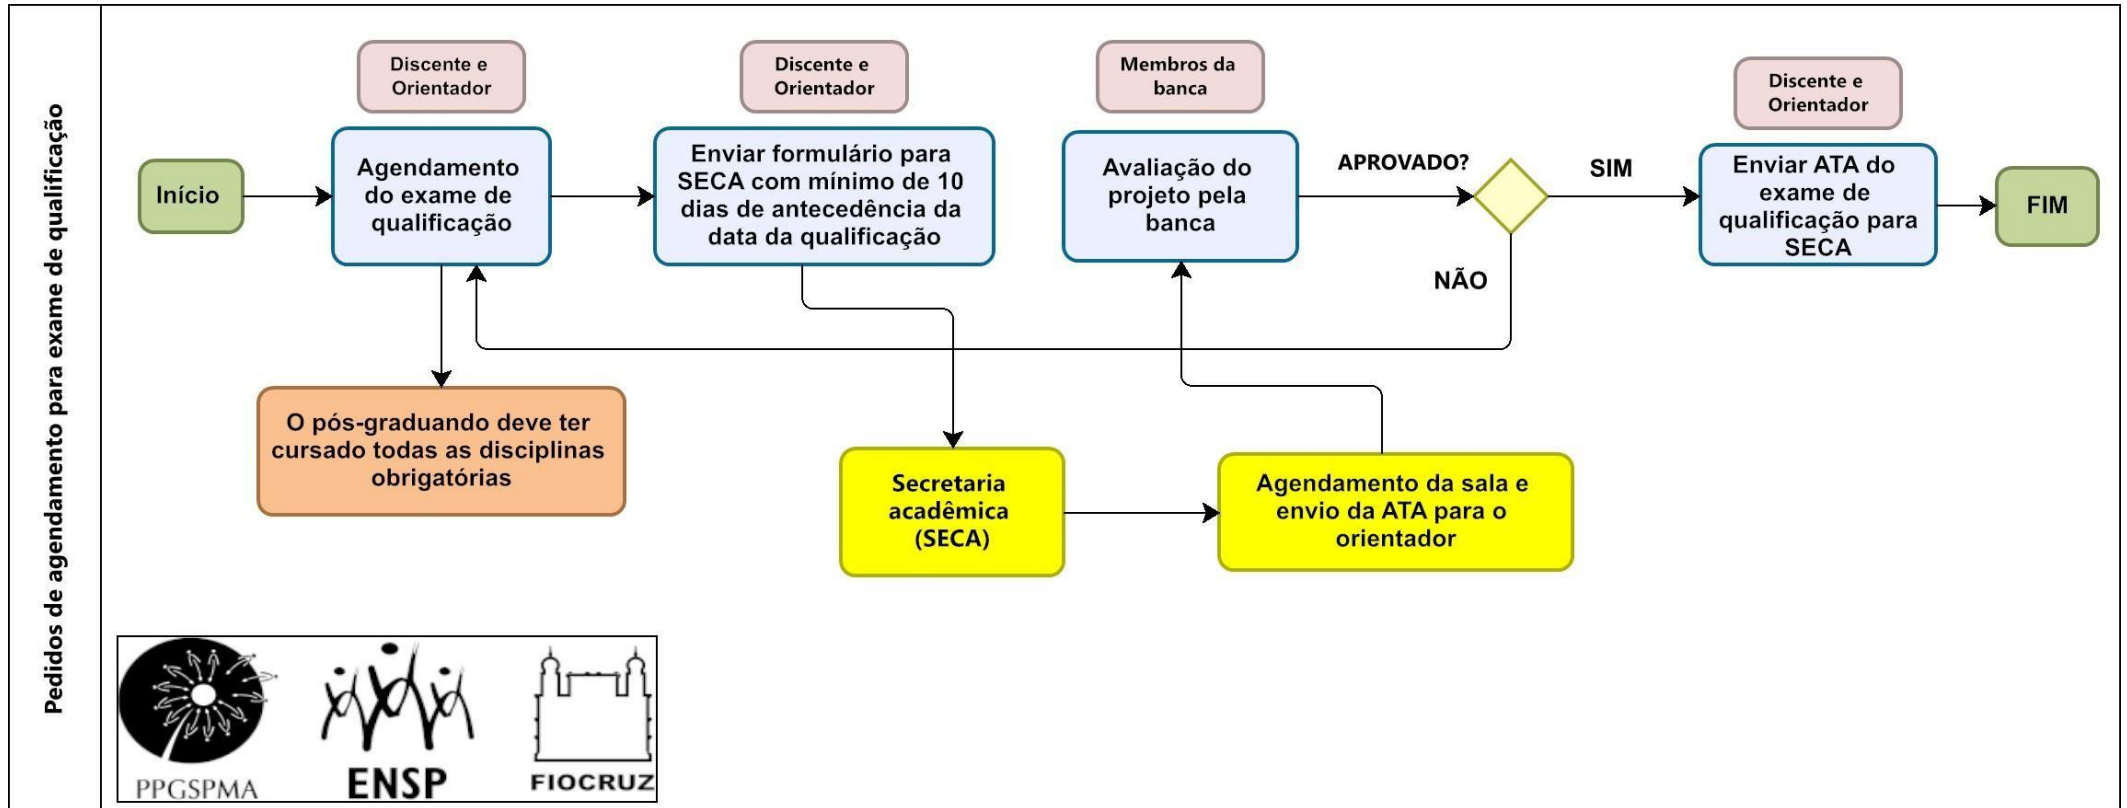 Pedidos de agendamento para exame de qualificação
Início
Discente e
Orientador
Agendamento
do exame de
qualificação
O pós-graduando deve ter
cursado todas as disciplinas
obrigatórias
Discente e
Orientador
Enviar formulário para
SECA com mínimo de 10
dias de antecedência da
data da qualificação
Secretaria
acadêmica
(SECA)
Agendamento da sala e
envio da ATA para o
orientador
Membros da
banca
Avaliação do
projeto pela
banca
APROVADO?
SIM
NÃO
Discente e
Orientador
Enviar ATA do
exame de
qualificação para
SECA
FIM
PPGSPMA
ENSP
FIOCRUZ